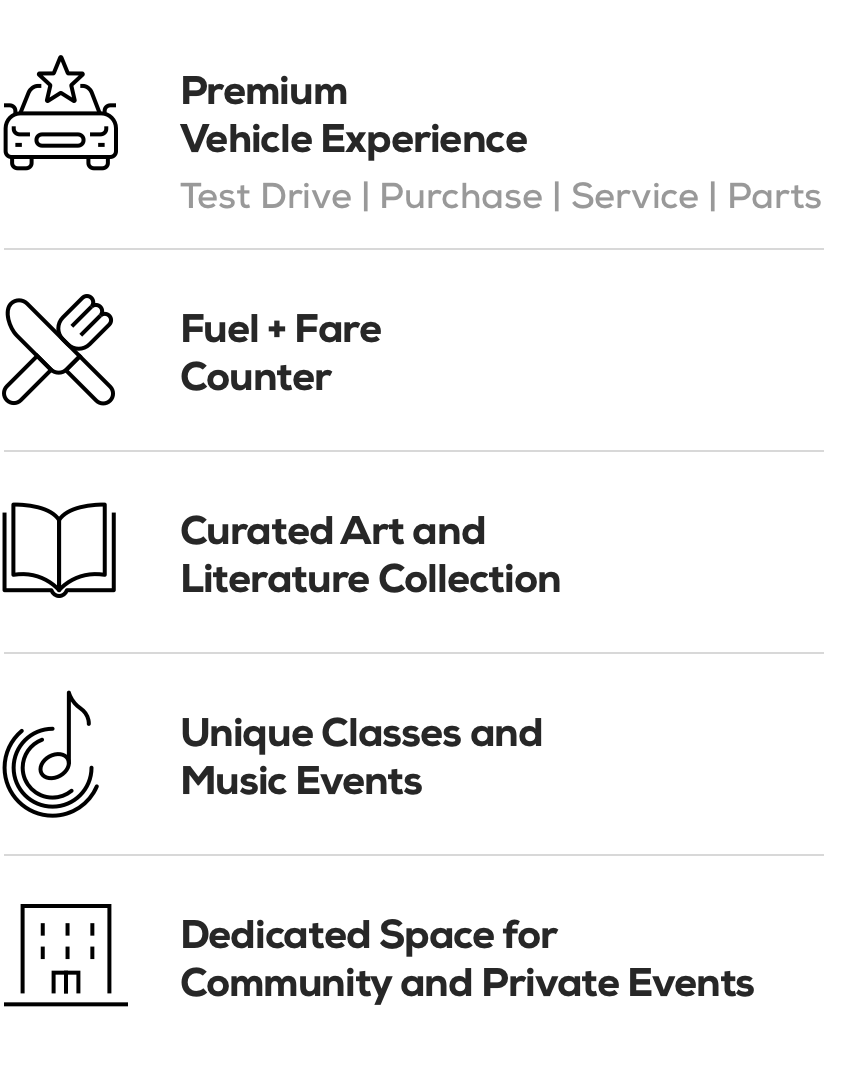 Premium
Vehicle Experience
Test Drive | Purchase | Service | Parts
Fuel + Fare
Counter
Curated Art and
Literature Collection
Unique Classes and
Music Events
Dedicated Space for
Community and Private Events